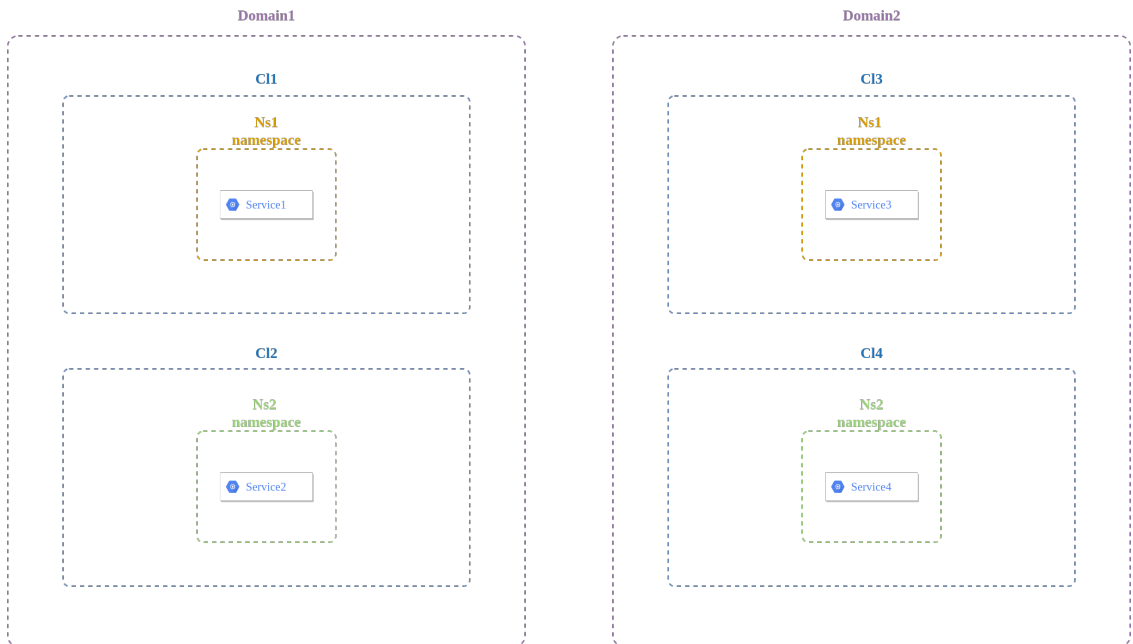 Domain1
Cl1
Ns1
namespace
Service1
Cl2
Ns2
namespace
Service2
Domain2
Cl3
Ns1
namespace
Service3
Cl4
Ns2
namespace
Service4